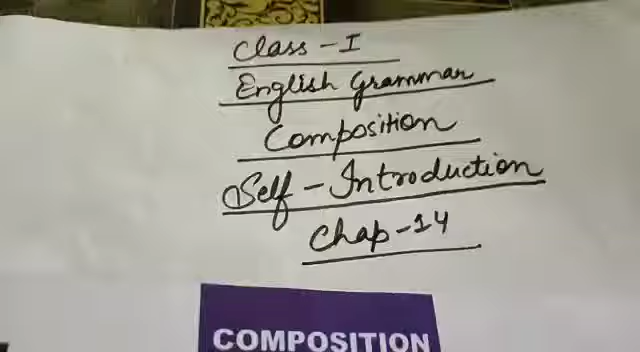 Class - I
English Grammar
Composition
Self - Introduction
Chap - 14
COMPOSITION